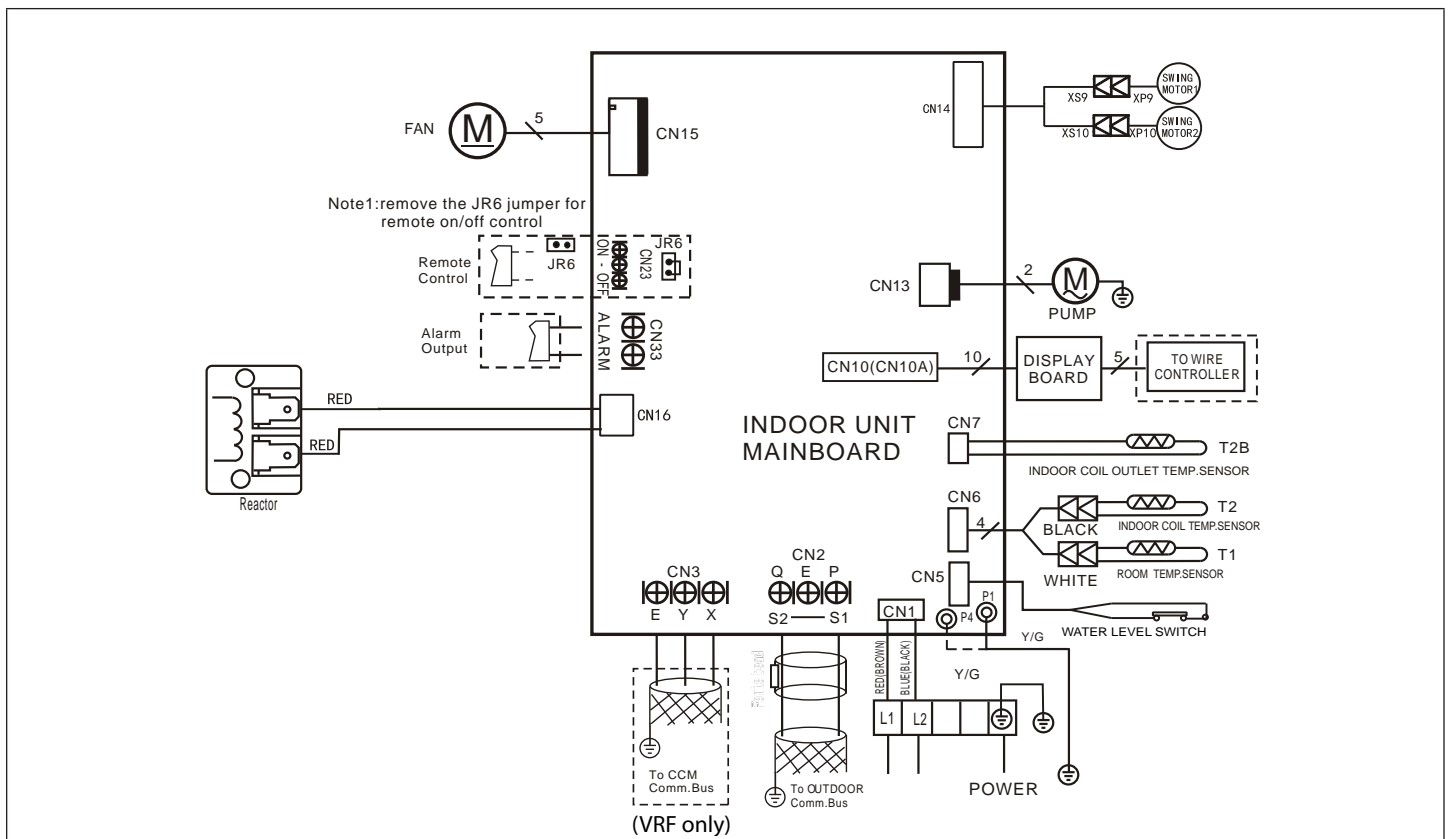 FAN
M
5
CN15
CN14
XS9
XP9
SWING
MOTOR1
XS10
XP10
SWING
MOTOR2
Note1:remove the JR6 jumper for
remote on/off control
Remote
Control
JR6
ON - OFF
CN23
JR6
Alarm
Output
ALARM
CN33
CN13
2
M
PUMP
CN10(CN10A)
10
DISPLAY
BOARD
5
TO WIRE
CONTROLLER
RED
RED
CN16
Reactor
INDOOR UNIT
MAINBOARD
CN7
T2B
INDOOR COIL OUTLET TEMP.SENSOR
CN6
4
BLACK
T2
INDOOR COIL TEMP.SENSOR
WHITE
T1
ROOM TEMP.SENSOR
CN5
WATER LEVEL SWITCH
CN3
E Y X
CN2
Q E P
S2 S1
CN1
P4
P1
Y/G
Y/G
RED(BROWN)
BLUE(BLACK)
L1
L2
POWER
To CCM
Comm.Bus
(VRF only)
To OUTDOOR
Comm.Bus